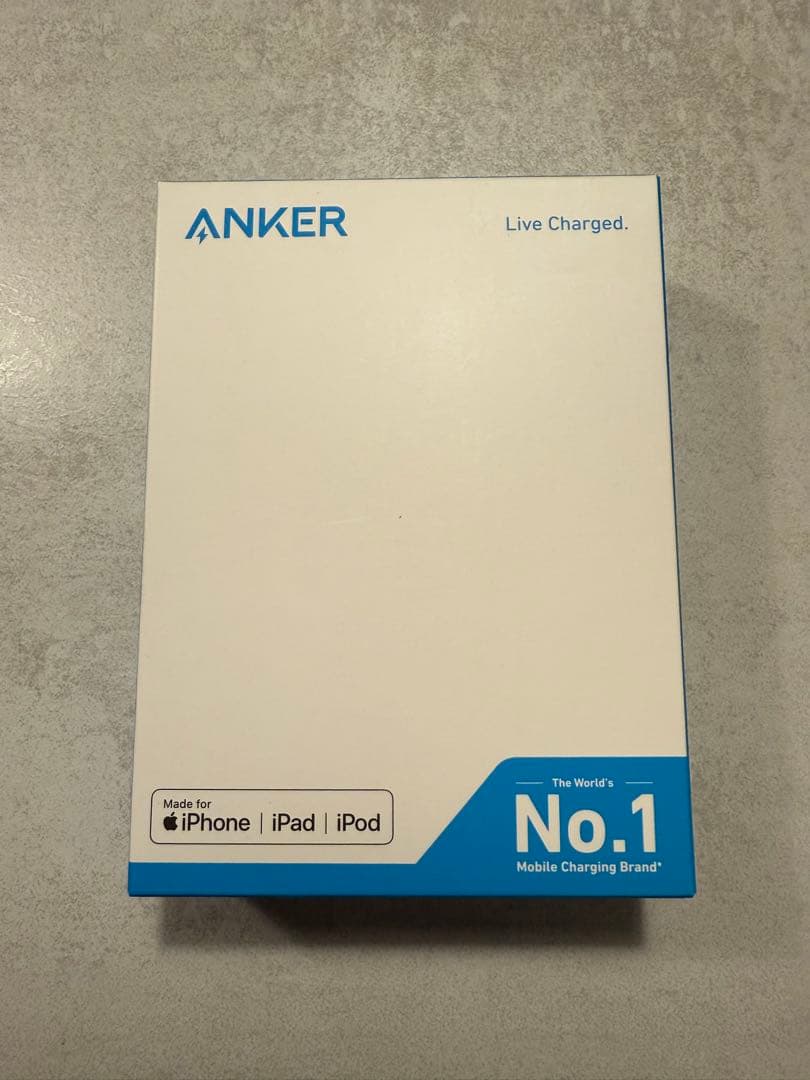 ANKER
Live Charged.
Made for
iPhone | iPad | iPod
The World's
No.1
Mobile Charging Brand*